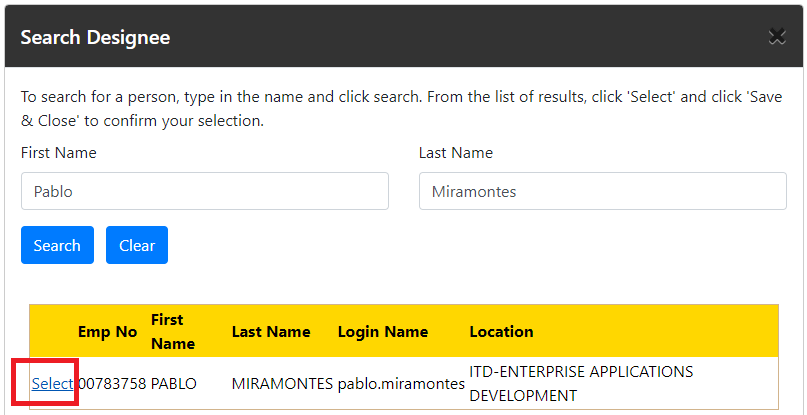 Search Designee
To search for a person, type in the name and click search. From the list of results, click 'Select' and click 'Save
& Close' to confirm your selection.
First Name Last Name
Pablo Miramontes
Search Clear
Emp No First Name Last Name Login Name Location
Select 00783758 PABLO MIRAMONTES pablo.miramontes ITD-ENTERPRISE APPLICATIONS
DEVELOPMENT